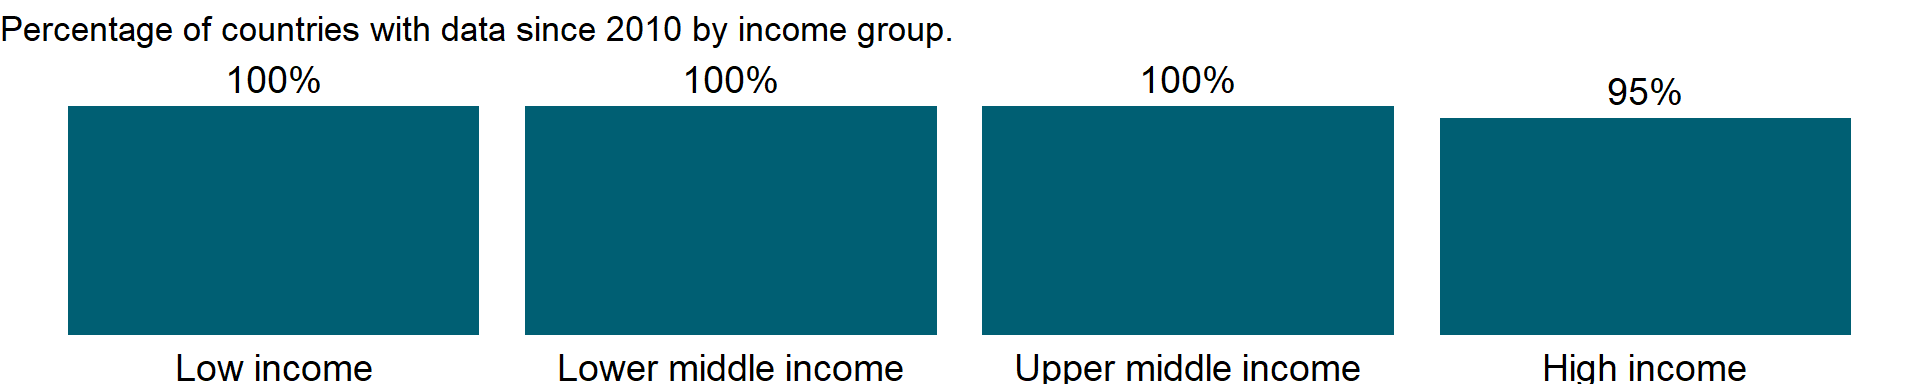 Percentage of countries with data since 2010 by income group.
100% 100% 100% 95%
Low income Lower middle income Upper middle income High income